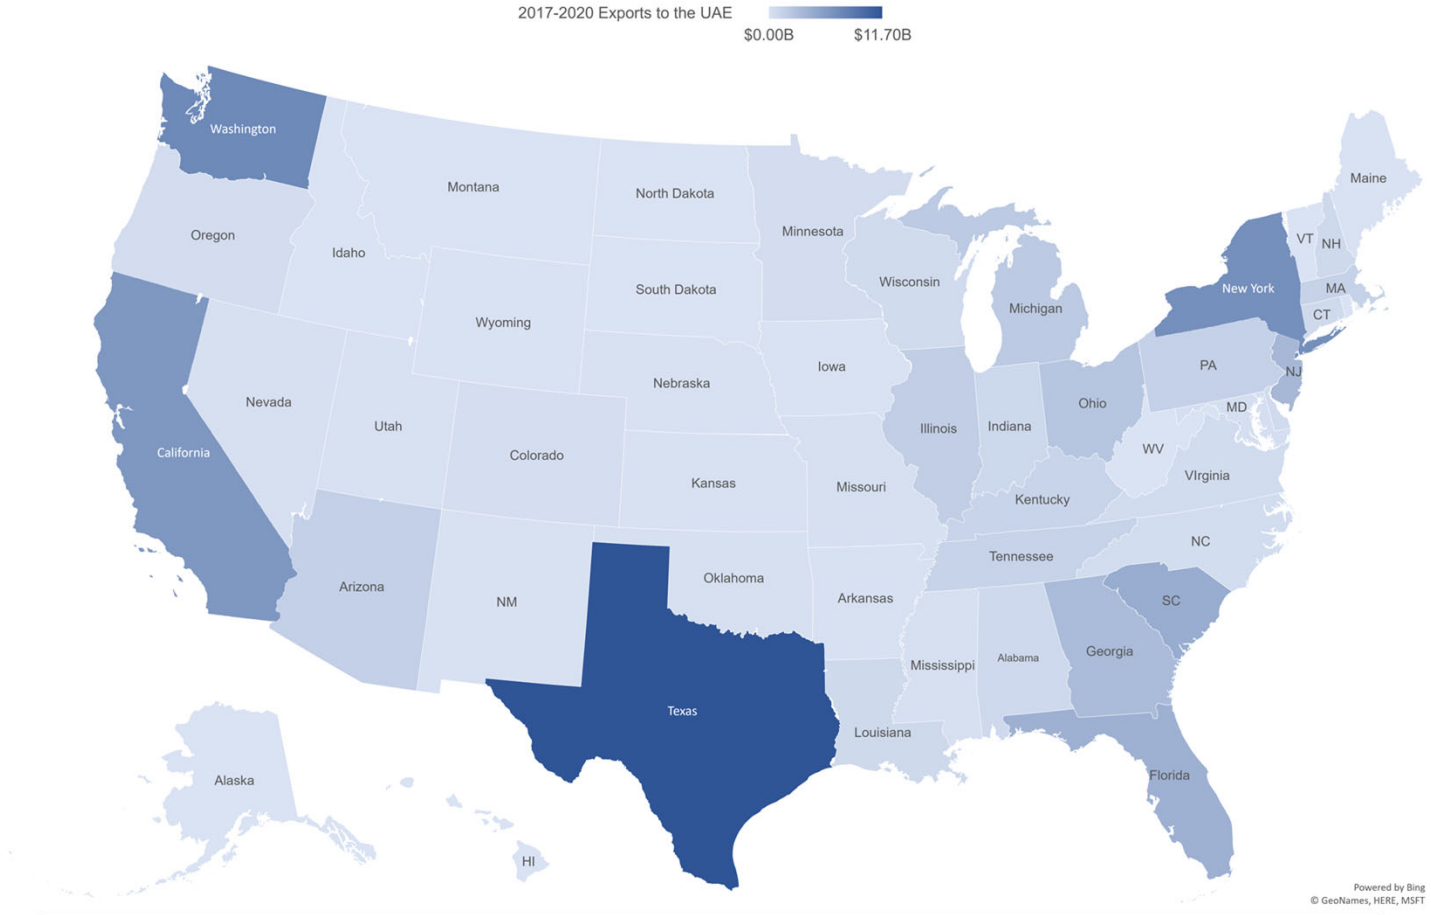 2017-2020 Exports to the UAE
$0.00B $11.70B
Washington
Montana
North Dakota
Minnesota
Maine
Oregon
Idaho
VT
NH
South Dakota
Wisconsin
New York
MA
Wyoming
Michigan
CT
Iowa
PA
NJ
Nebraska
Nevada
Ohio
MD
Utah
Illinois
Indiana
California
Colorado
WV
Kansas
Missouri
VIrginia
Kentucky
NC
Tennessee
Arizona
Oklahoma
NM
Arkansas
SC
Georgia
Mississippi
Alabama
Texas
Louisiana
Alaska
Florida
HI
Powered by Bing
© GeoNames, HERE, MSFT